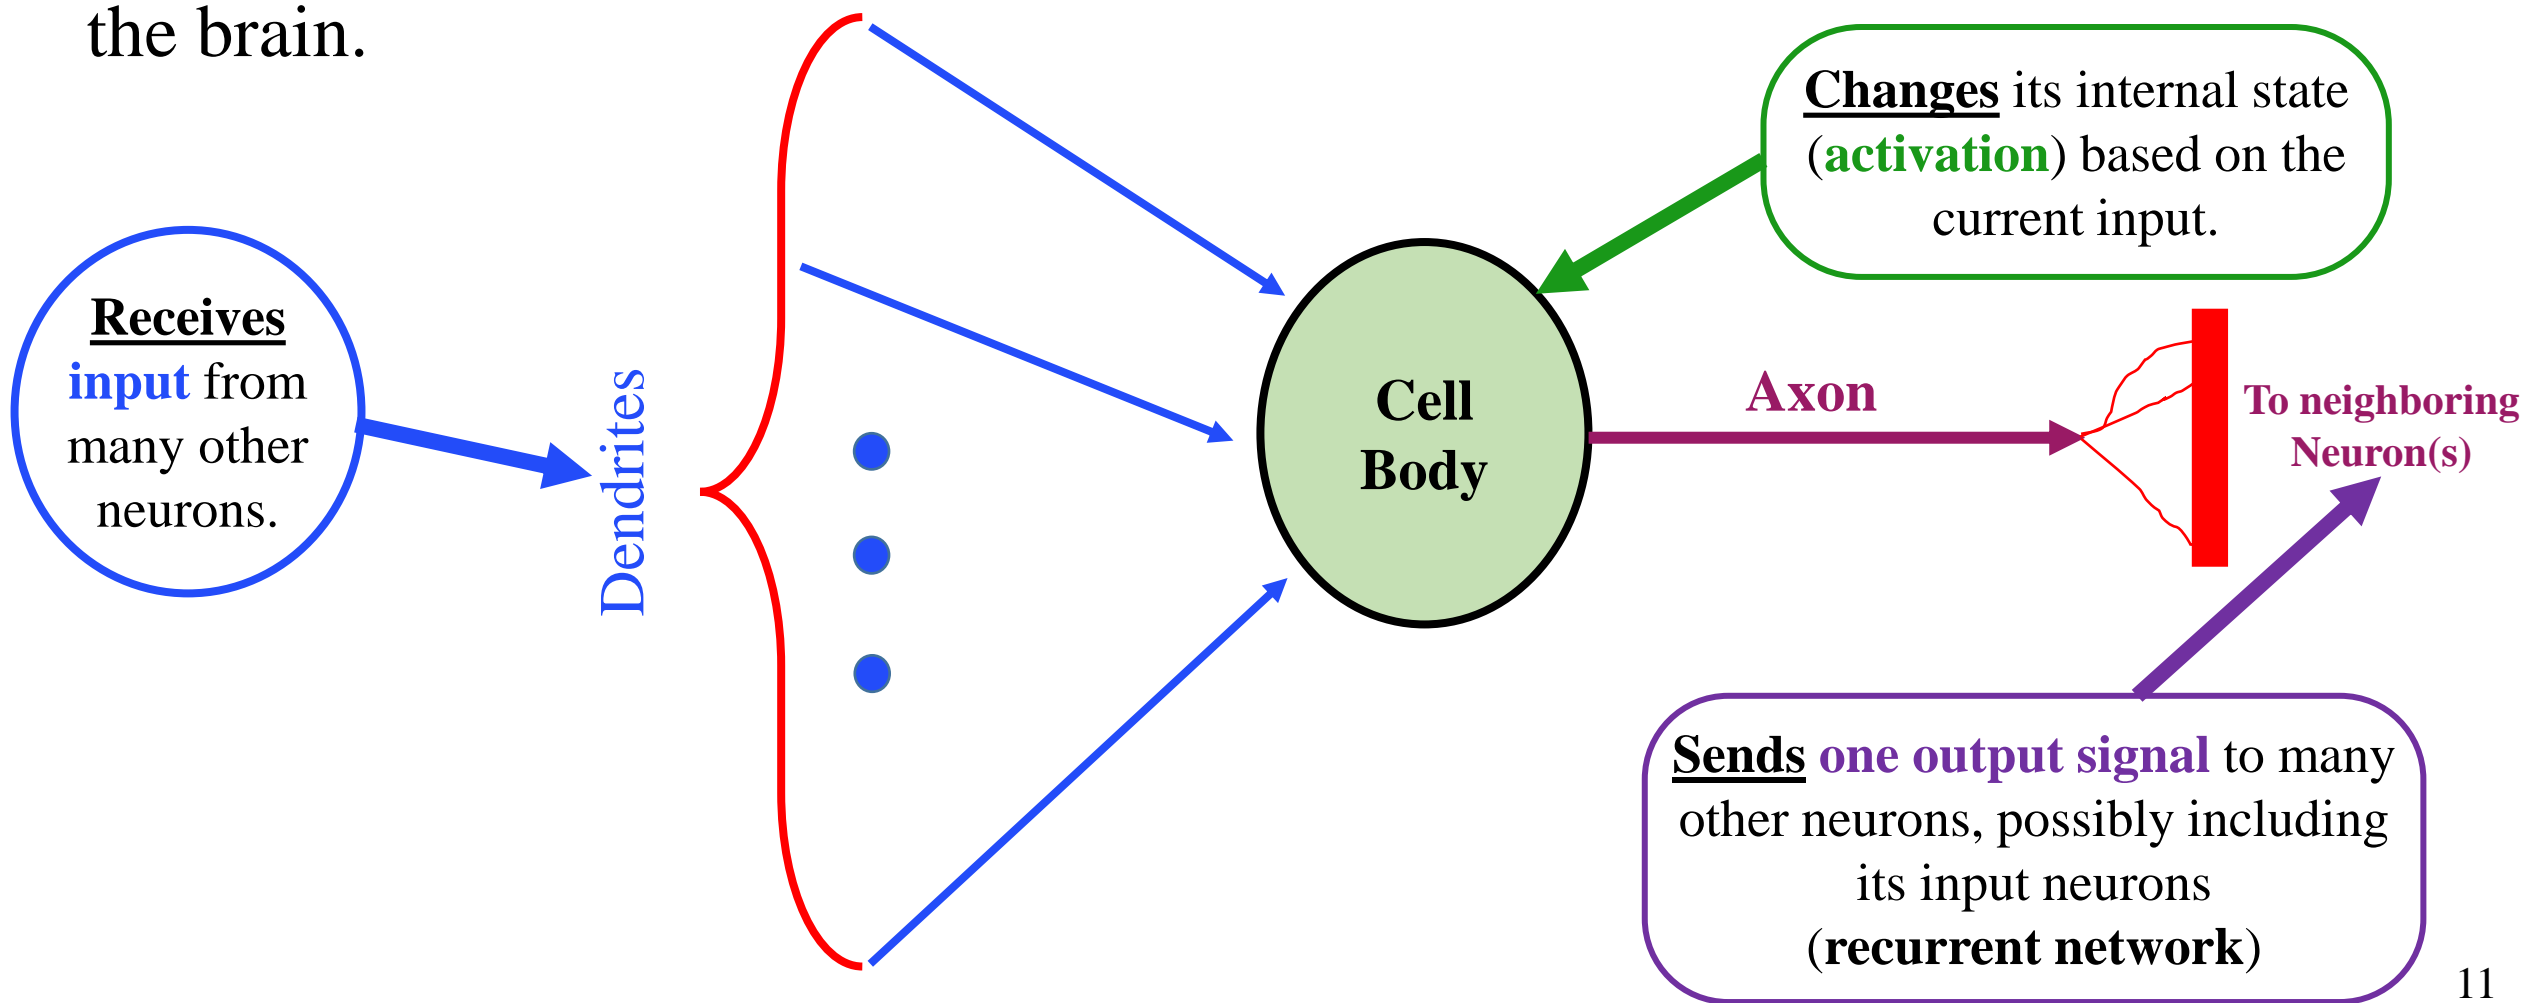 the brain.
Receives
input from
many other
neurons.
Dendrites
Cell
Body
Changes its internal state
(activation) based on the
current input.
Axon
To neighboring
Neuron(s)
Sends one output signal to many
other neurons, possibly including
its input neurons
(recurrent network)
11